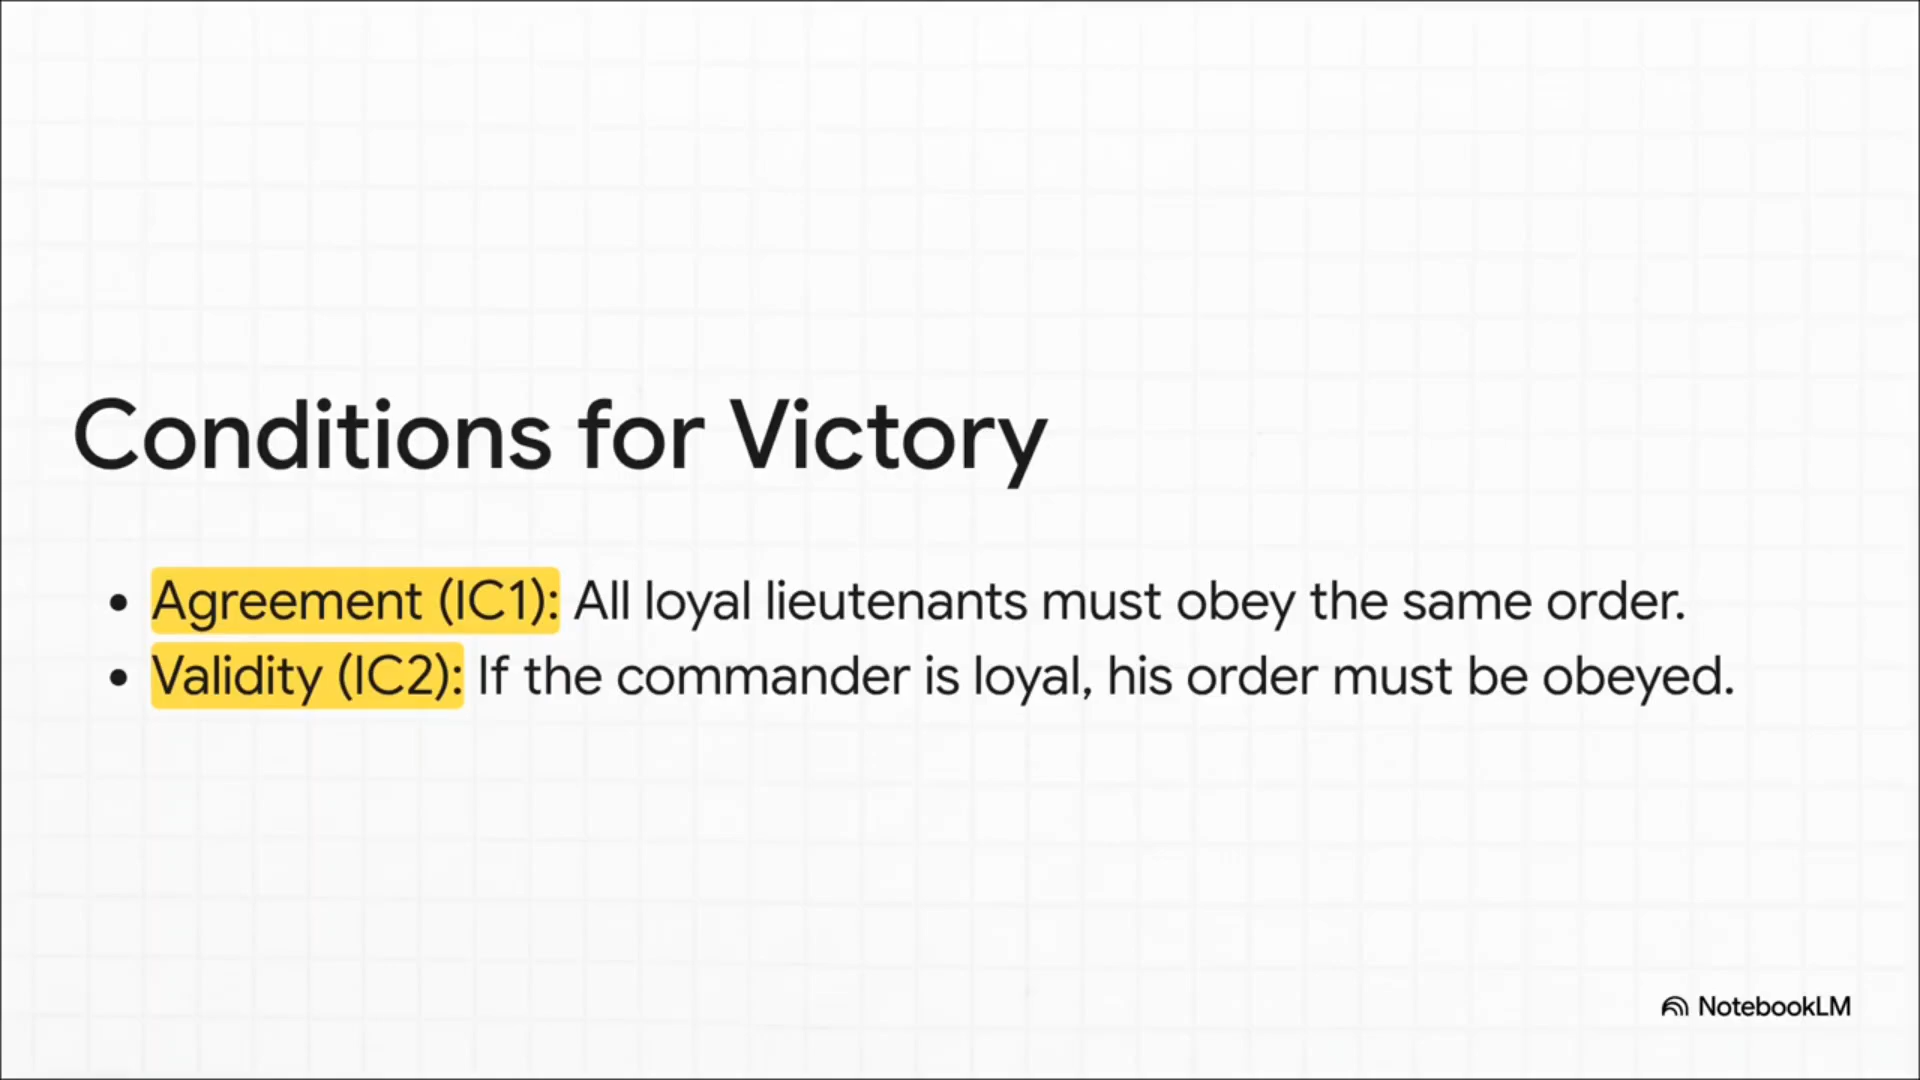 Conditions for Victory
• Agreement (IC1): All loyal lieutenants must obey the same order.
• Validity (IC2): If the commander is loyal, his order must be obeyed.
NotebookLM